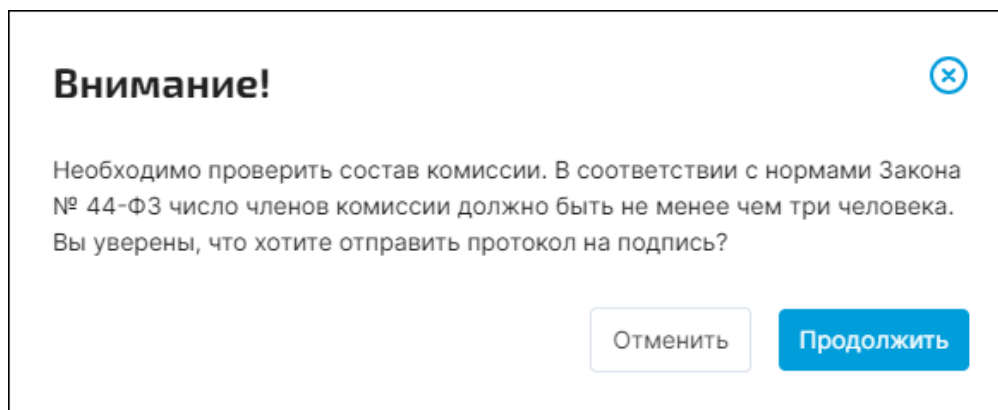 Внимание!
Необходимо проверить состав комиссии. В соответствии с нормами Закона
№ 44-ФЗ число членов комиссии должно быть не менее чем три человека.
Вы уверены, что хотите отправить протокол на подпись?
Отменить
Продолжить